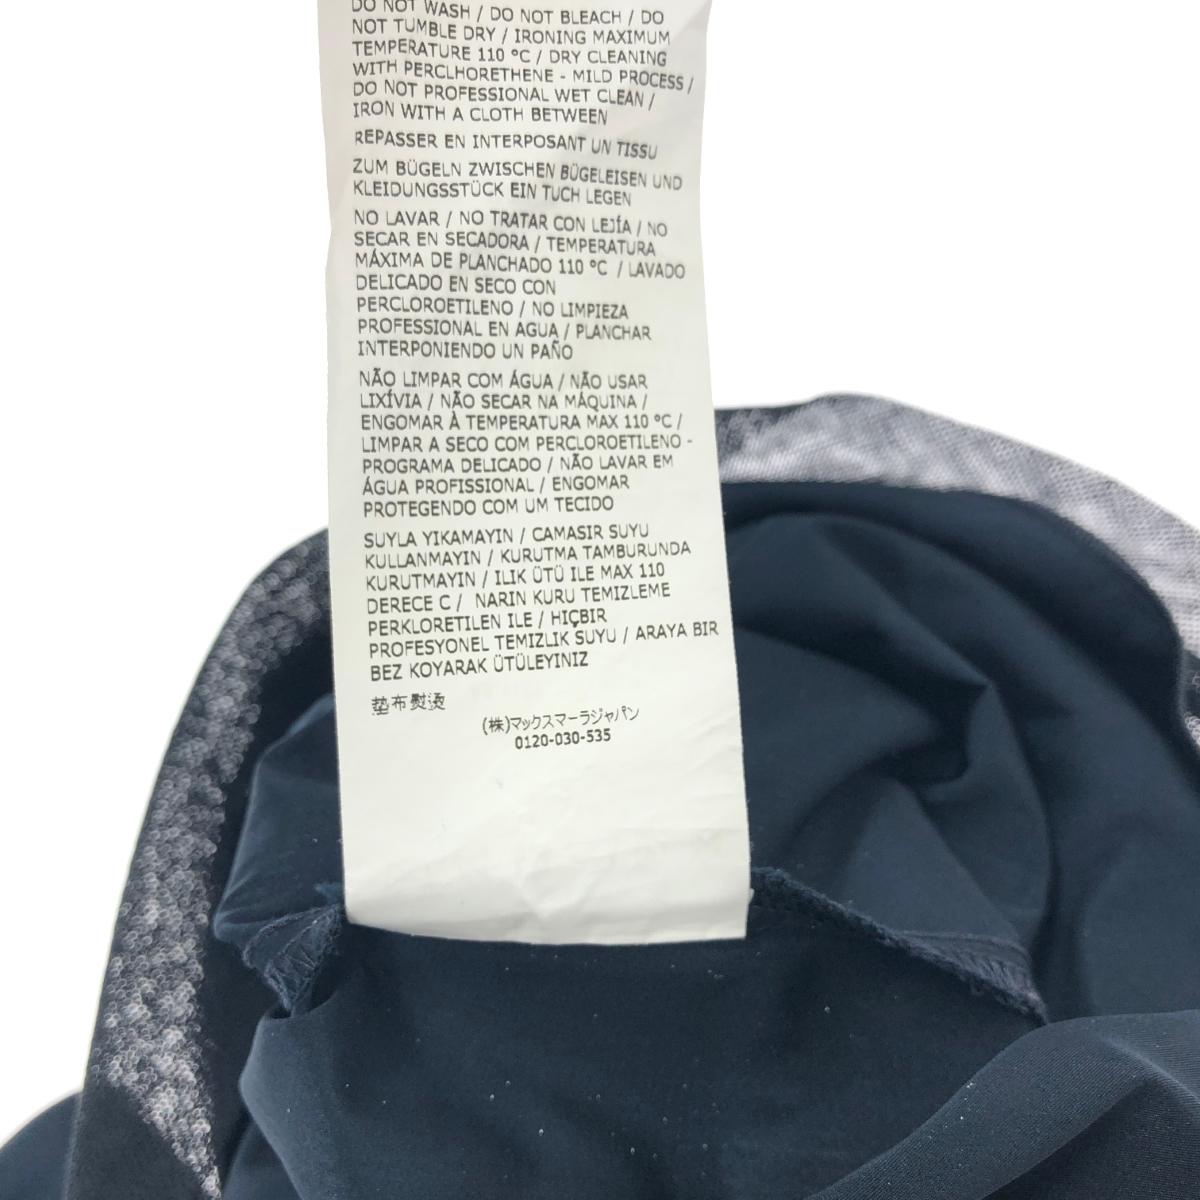 DO NOT WASH / DO NOT BLEACH / DO
NOT TUMBLE DRY / IRONING MAXIMUM
TEMPERATURE 110 °C / DRY CLEANING
WITH PERCLHORETHENE - MILD PROCESS /
DO NOT PROFESSIONAL WET CLEAN /
IRON WITH A CLOTH BETWEEN
REPASSER EN INTERPOSANT UN TISSU
ZUM BÜGELN ZWISCHEN BÜGELEISEN UND
KLEIDUNGSSTÜCK EIN TUCH LEGEN
NO LAVAR / NO TRATAR CON LEJÍA / NO
SECAR EN SECADORA / TEMPERATURA
MÁXIMA DE PLANCHADO 110 °C / LAVADO
DELICADO EN SECO CON
PERCLOROETILENO / NO LIMPIEZA
PROFESSIONAL EN AGUA / PLANCHAR
INTERPONIENDO UN PAÑO
NÃO LIMPAR COM ÁGUA / NÃO USAR
LIXÍVIA / NÃO SECAR NA MÁQUINA /
ENGOMAR À TEMPERATURA MAX 110 °C /
LIMPAR A SECO COM PERCLOROETILENO -
PROGRAMA DELICADO / NÃO LAVAR EM
ÁGUA PROFISSIONAL / ENGOMAR
PROTEGENDO COM UM TECIDO
SUYLA YIKAMAYIN / CAMASIR SUYU
KULLANMAYIN / KURUTMA TAMBURUNDA
KURUTMAYIN / ILIK ÜTÜ ILE MAX 110
DERECE C / NARIN KURU TEMIZLEME
PERKLORETILEN ILE / HIÇBIR
PROFESYONEL TEMIZLIK SUYU / ARAYA BIR
BEZ KOYARAK ÜTÜLEYINIZ
垫布熨烫
(株)マックスマーラジャパン
0120-030-535